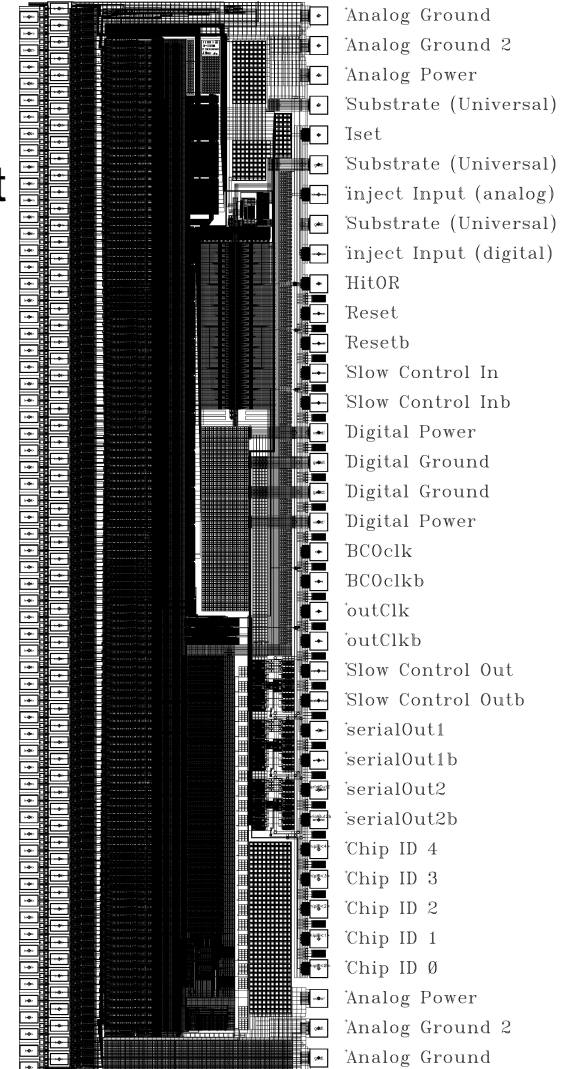 Analog Ground
Analog Ground 2
Analog Power
Substrate (Universal)
Iset
Substrate (Universal)
t
inject Input (analog)
Substrate (Universal)
inject Input (digital)
HitOR
Reset
Resetb
Slow Control In
Slow Control Inb
Digital Power
Digital Ground
Digital Ground
Digital Power
BCOclk
BCOclkb
outClk
outClkb
Slow Control Out
Slow Control Outb
serialOut1
serialOut1b
serialOut2
serialOut2b
Chip ID 4
Chip ID 3
Chip ID 2
Chip ID 1
Chip ID 0
Analog Power
Analog Ground 2
Analog Ground